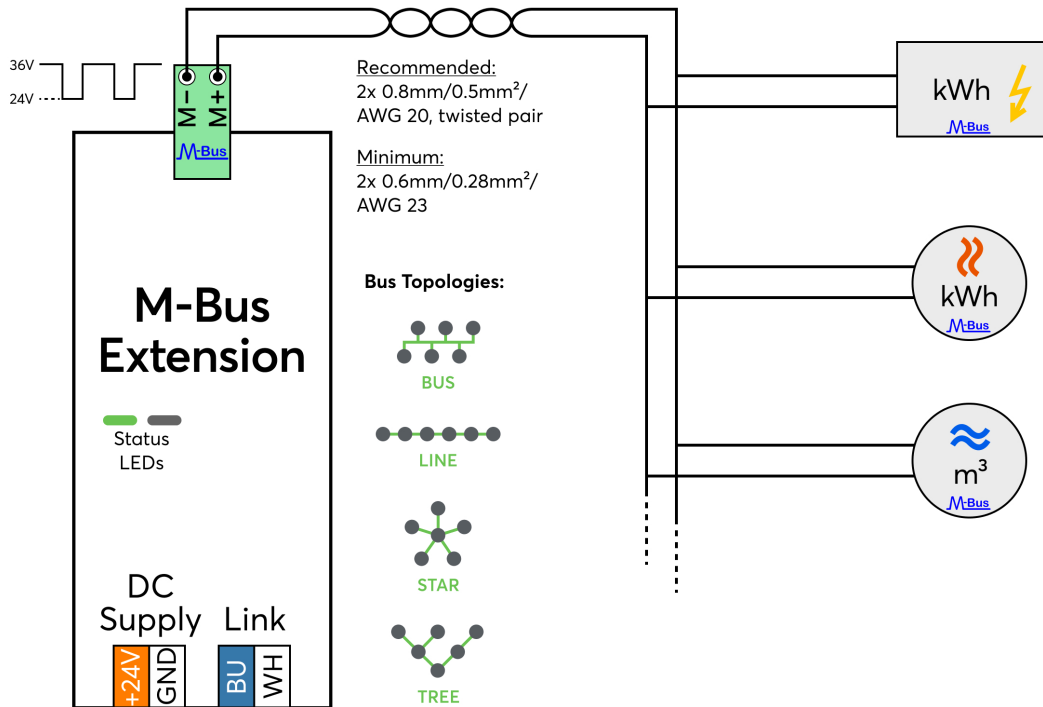 36V
24V
M−
M+
M-Bus
Recommended:
2x 0.8mm/0.5mm²/
AWG 20, twisted pair
Minimum:
2x 0.6mm/0.28mm²/
AWG 23
kWh
M-Bus
kWh
M-Bus
m³
M-Bus
M-Bus
Extension
Status
LEDs
Bus Topologies:
BUS
LINE
STAR
TREE
DC
Supply
Link
+24V
GND
BU
WH